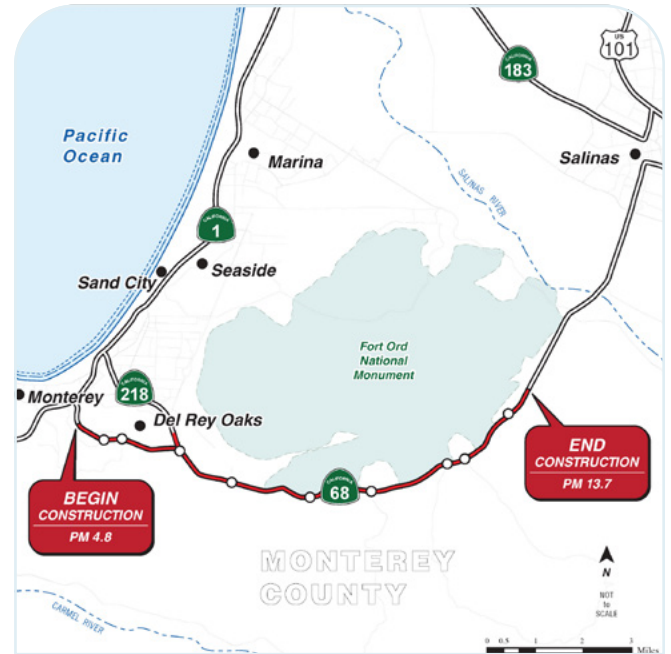 US
101
CALIFORNIA
183
Pacific
Ocean
Marina
Salinas
SALINAS
RIVER
CALIFORNIA
1
Seaside
Sand City
Fort Ord
National
Monument
CALIFORNIA
218
Monterey
Del Rey Oaks
END
CONSTRUCTION
PM 13.7
BEGIN
CONSTRUCTION
PM 4.8
CALIFORNIA
68
MONTEREY
COUNTY
N
NOT
to
SCALE
CARMEL RIVER
0 0.5 1 2 3
Miles